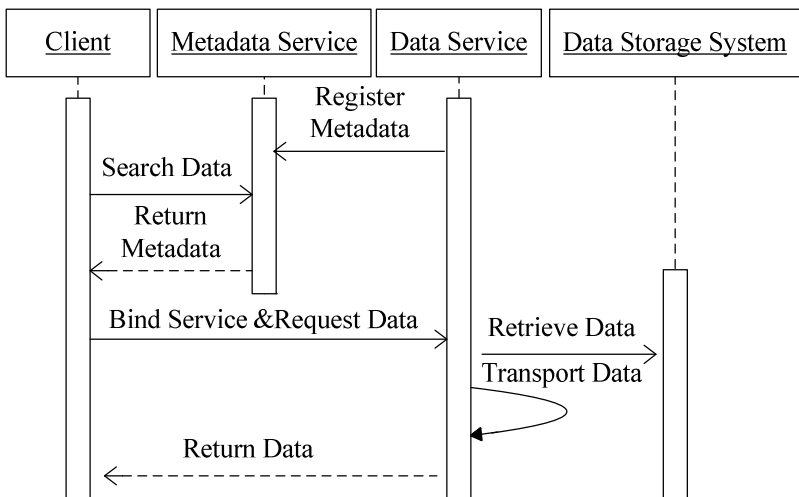 Client
Metadata Service
Data Service
Data Storage System
Register
Metadata
Search Data
Return
Metadata
Bind Service &Request Data
Retrieve Data
Transport Data
Return Data